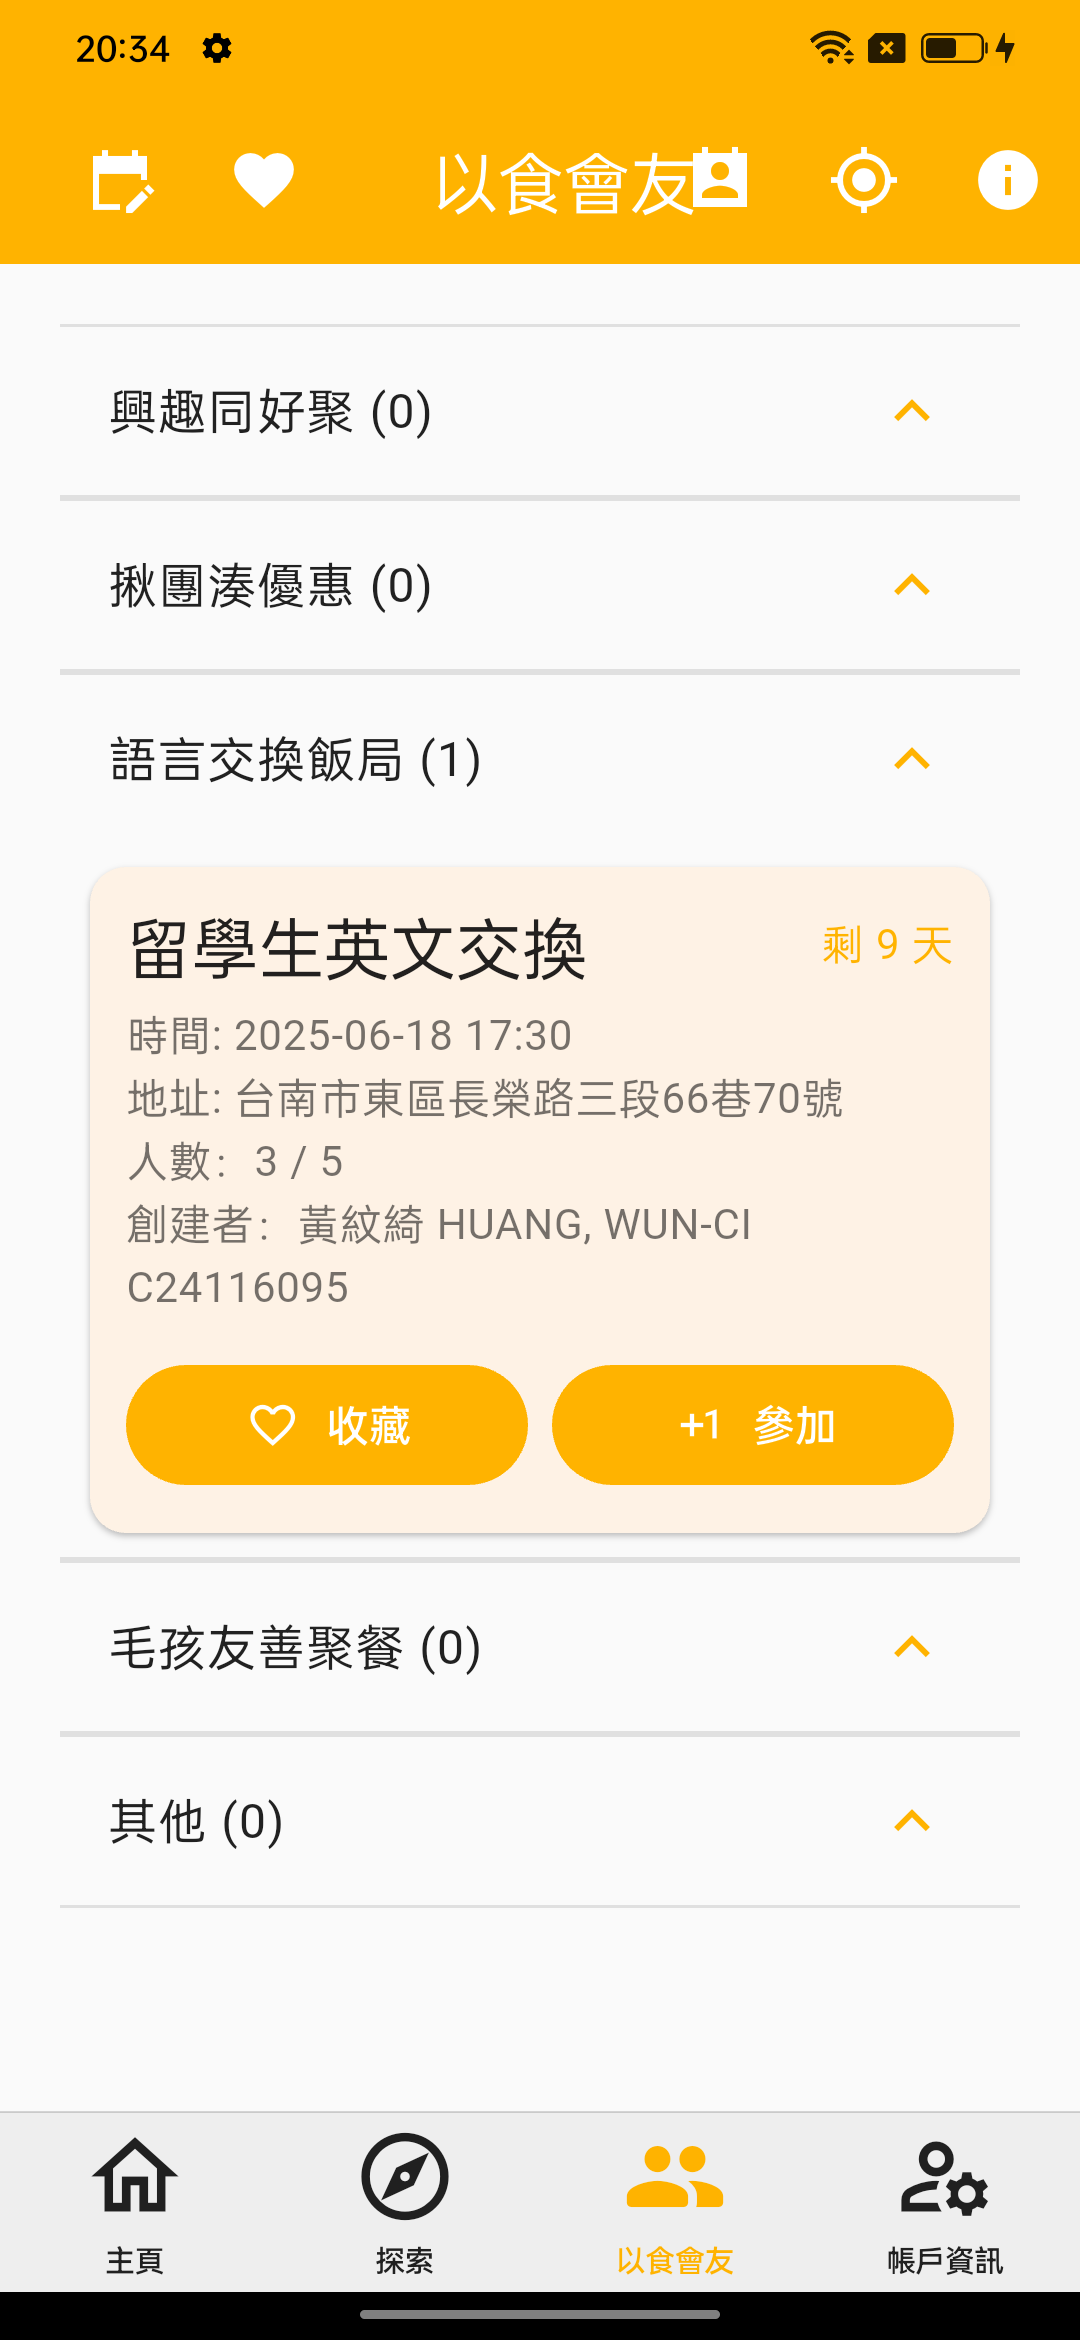 20:34
以食會友
興趣同好聚 (0)
揪團湊優惠 (0)
語言交換飯局 (1)
留學生英文交換
剩 9 天
時間: 2025-06-18 17:30
地址: 台南市東區長榮路三段66巷70號
人數：3 / 5
創建者：黃紋綺 HUANG, WUN-CI
C24116095
收藏
+1 參加
毛孩友善聚餐 (0)
其他 (0)
主頁
探索
以食會友
帳戶資訊